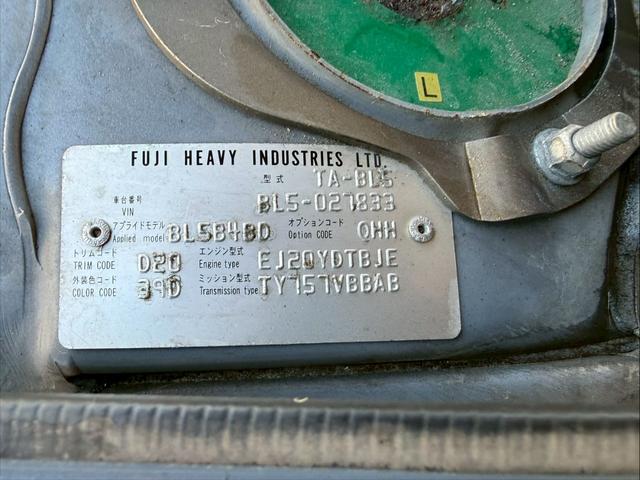 L
FUJI HEAVY INDUSTRIES LTD.
型式 TA-BL5
車台番号 VIN BL5-027833
アプライドモデル Applied model BL5B4BD オプションコード Option CODE QHH
トリムコード TRIM CODE D20 エンジン型式 Engine type EJ20YDTBJE
外装色コード COLOR CODE 39D ミッション型式 Transmission type TY757VBBAB